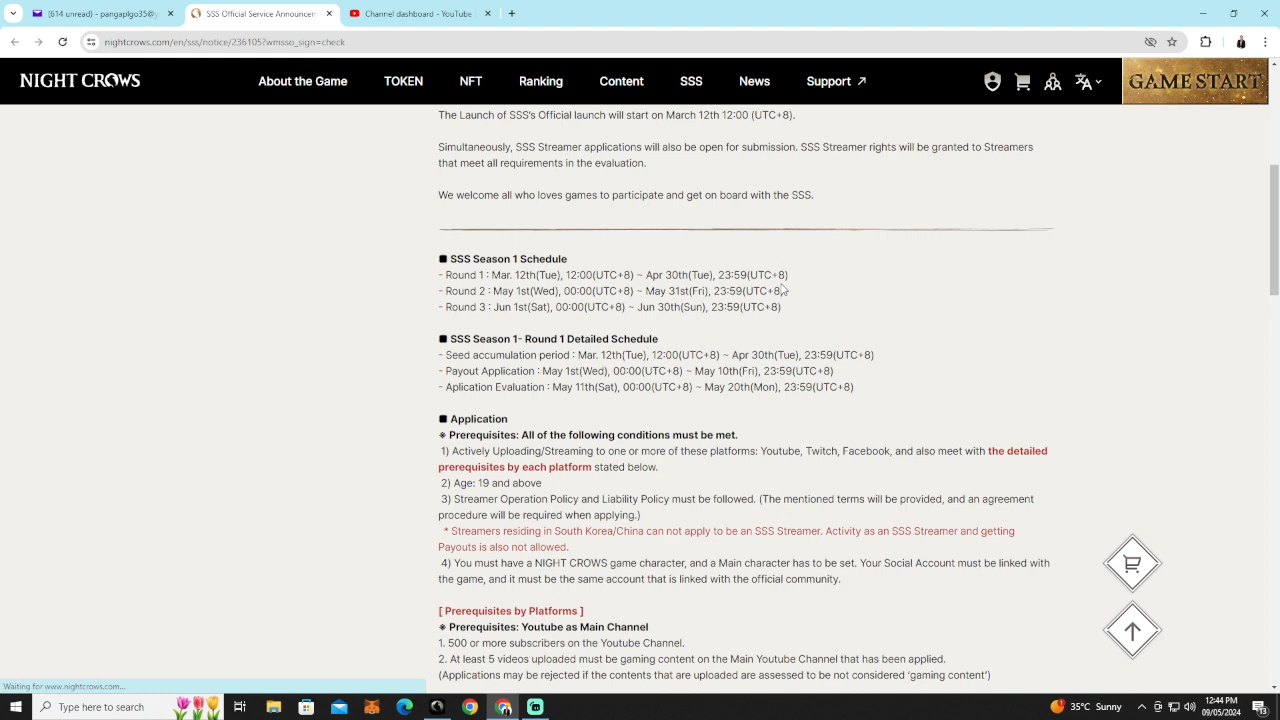 (614 unread) - pangaplgo35@y
SSS Official Service Announcem
Channel dashboard - YouTube
nightcrows.com/en/sss/notice/236105?wmsso_sign=check
NIGHT CROWS
About the Game
TOKEN
NFT
Ranking
Content
SSS
News
Support
GAME START
The Launch of SSS's Official launch will start on March 12th 12:00 (UTC+8).
Simultaneously, SSS Streamer applications will also be open for submission. SSS Streamer rights will be granted to Streamers
that meet all requirements in the evaluation.
We welcome all who loves games to participate and get on board with the SSS.
■ SSS Season 1 Schedule
- Round 1 : Mar. 12th(Tue), 12:00(UTC+8) ~ Apr 30th(Tue), 23:59(UTC+8)
- Round 2 : May 1st(Wed), 00:00(UTC+8) ~ May 31st(Fri), 23:59(UTC+8)
- Round 3 : Jun 1st(Sat), 00:00(UTC+8) ~ Jun 30th(Sun), 23:59(UTC+8)
■ SSS Season 1- Round 1 Detailed Schedule
- Seed accumulation period : Mar. 12th(Tue), 12:00(UTC+8) ~ Apr 30th(Tue), 23:59(UTC+8)
- Payout Application : May 1st(Wed), 00:00(UTC+8) ~ May 10th(Fri), 23:59(UTC+8)
- Aplication Evaluation : May 11th(Sat), 00:00(UTC+8) ~ May 20th(Mon), 23:59(UTC+8)
■ Application
※ Prerequisites: All of the following conditions must be met.
1) Actively Uploading/Streaming to one or more of these platforms: Youtube, Twitch, Facebook, and also meet with the detailed
prerequisites by each platform stated below.
2) Age: 19 and above
3) Streamer Operation Policy and Liability Policy must be followed. (The mentioned terms will be provided, and an agreement
procedure will be required when applying.)
* Streamers residing in South Korea/China can not apply to be an SSS Streamer. Activity as an SSS Streamer and getting
Payouts is also not allowed.
4) You must have a NIGHT CROWS game character, and a Main character has to be set. Your Social Account must be linked with
the game, and it must be the same account that is linked with the official community.
[ Prerequisites by Platforms ]
※ Prerequisites: Youtube as Main Channel
1. 500 or more subscribers on the Youtube Channel.
2. At least 5 videos uploaded must be gaming content on the Main Youtube Channel that has been applied.
(Applications may be rejected if the contents that are uploaded are assessed to be not considered 'gaming content')
Waiting for www.nightcrows.com...
Type here to search
35°C Sunny
12:44 PM
09/05/2024
13